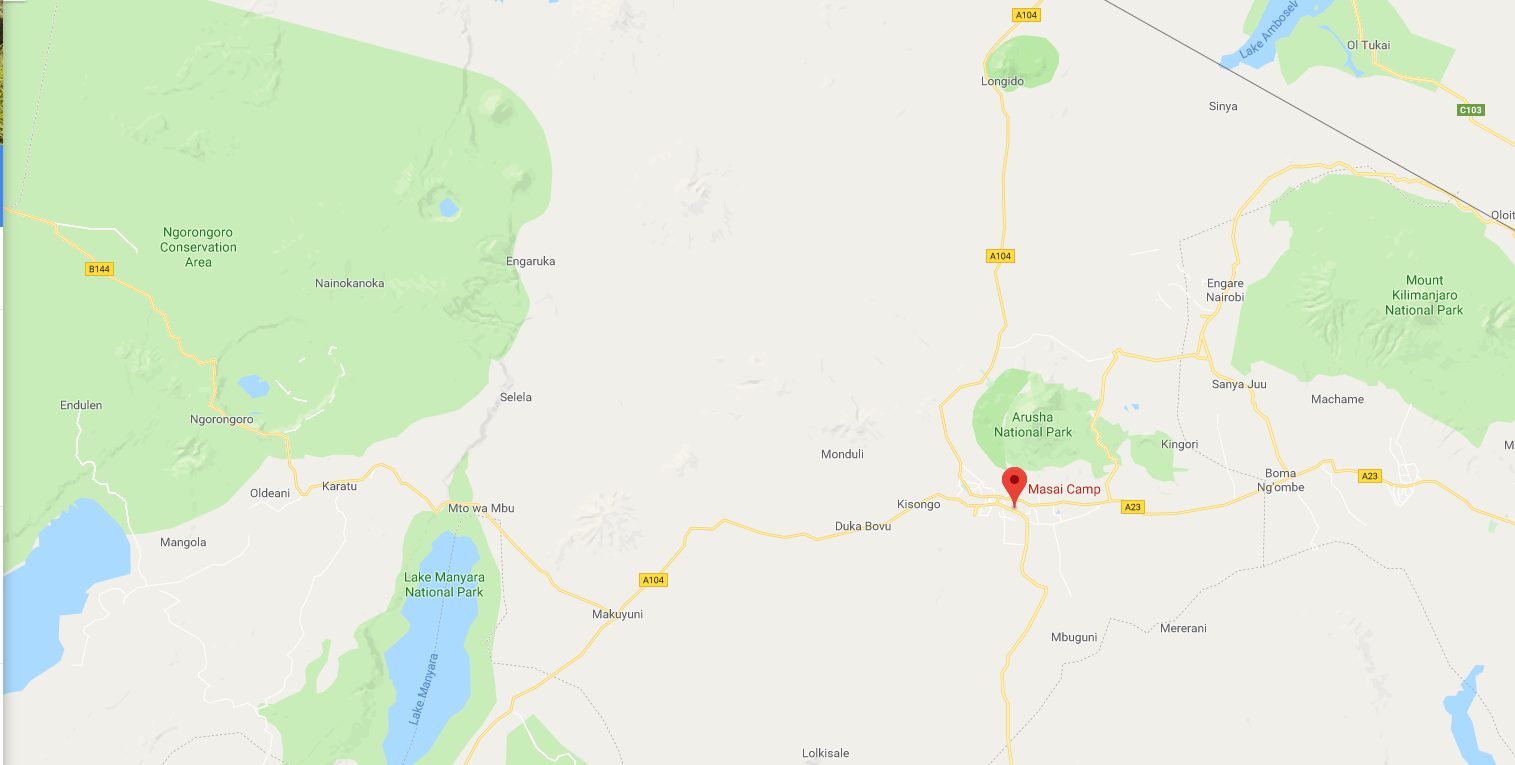 A104
Lake Ambosel
Ol Tukai
Longido
Sinya
C103
Ngorongoro
Conservation
Area
Oloit
B144
Engaruka
A104
Nainokanoka
Engare
Nairobi
Mount
Kilimanjaro
National Park
Sanya Juu
Machame
Endulen
Selela
Ngorongoro
Arusha
National Park
Kingori
M
Monduli
Boma
Ng'ombe
A23
Oldeani
Karatu
Masai Camp
Mto wa Mbu
Kisongo
A23
Duka Bovu
Mangola
Lake Manyara
National Park
A104
Makuyuni
Mbuguni
Mererani
Lake Manyara
Lolkisale